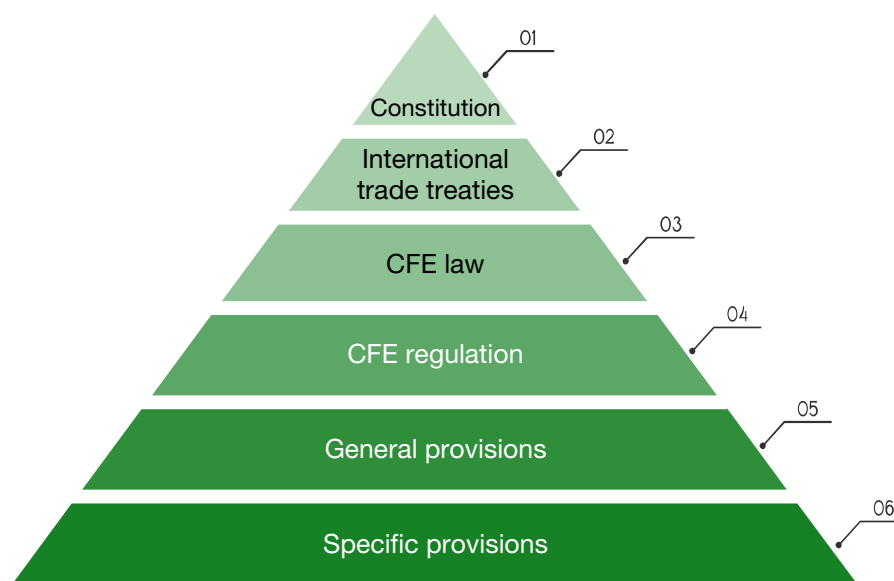 01
Constitution
02
International
trade treaties
03
CFE law
04
CFE regulation
05
General provisions
06
Specific provisions